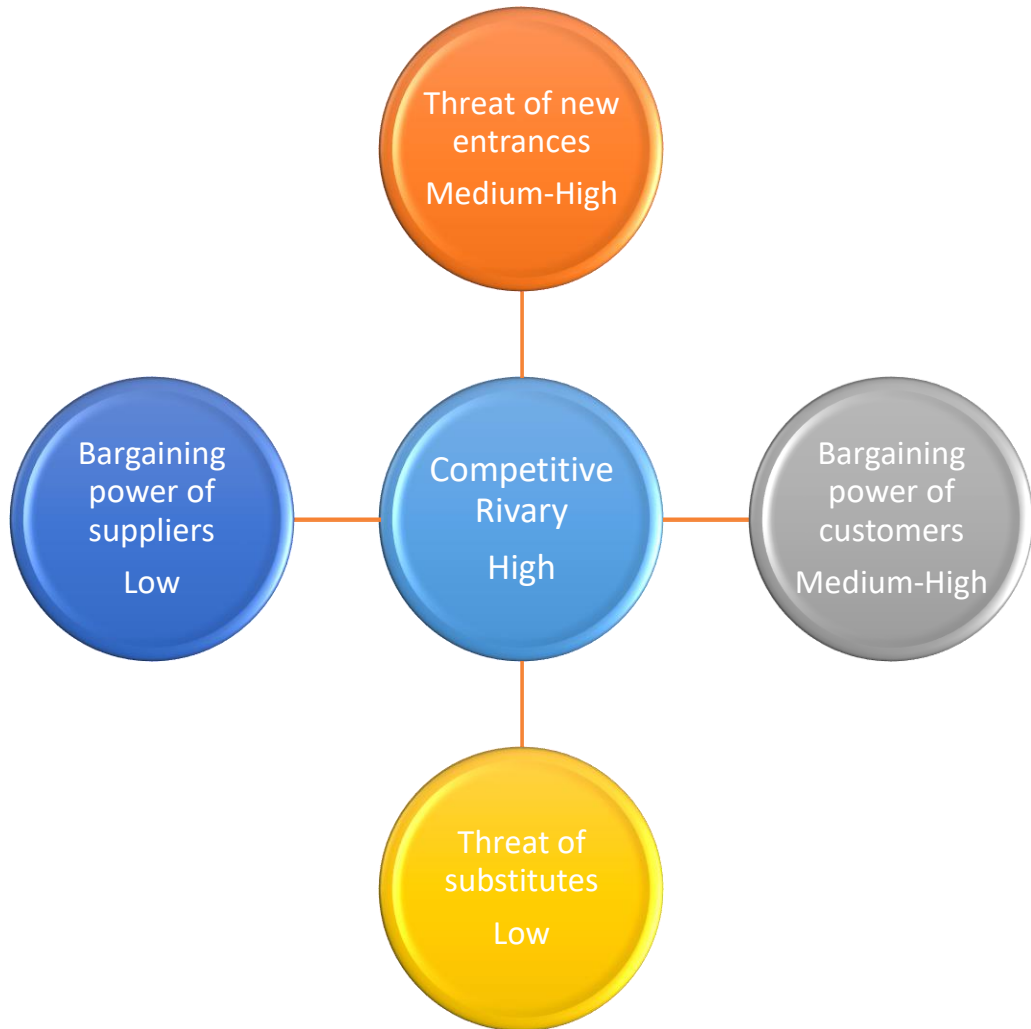 Threat of new
entrances
Medium-High
Bargaining
power of
suppliers
Low
Competitive
Rivary
High
Bargaining
power of
customers
Medium-High
Threat of
substitutes
Low